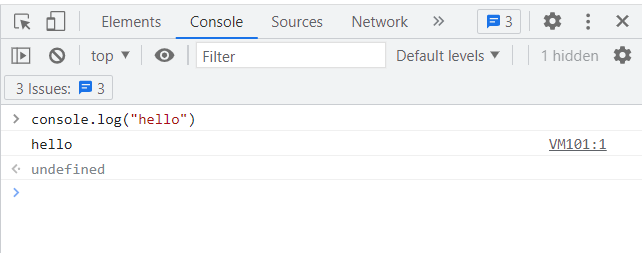 Elements Console Sources Network 3
top Filter Default levels 1 hidden
3 Issues: 3
console.log("hello")
hello VM101:1
undefined